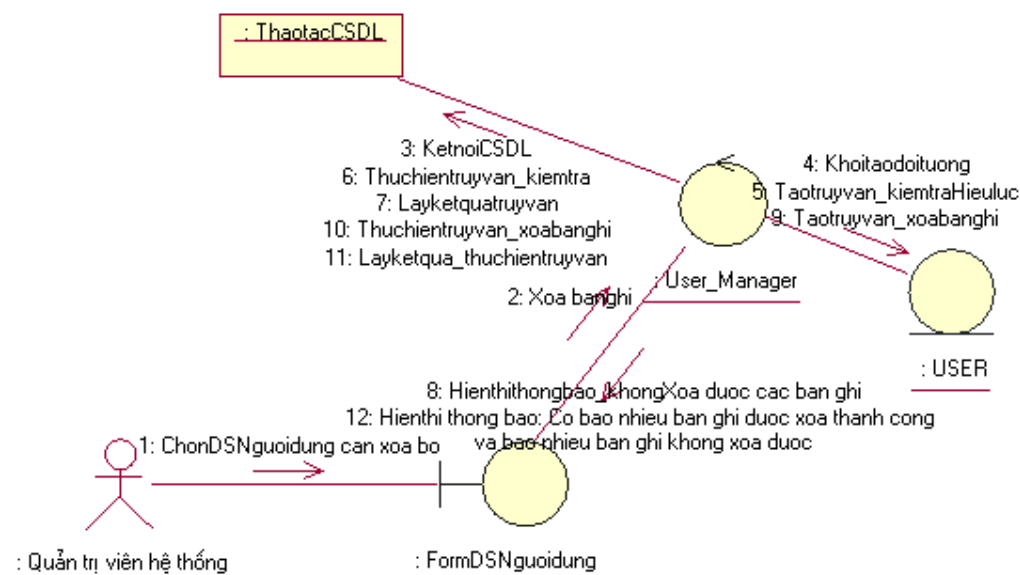 : ThaotacCSDL
3: KetnoiCSDL
6: Thuchientruyvan_kiemtra
7: Layketquatruyvan
10: Thuchientruyvan_xoabanghi
11: Layketqua_thuchientruyvan
4: Khoitaodoituong
5: Taotruyvan_kiemtraHieuluc
9: Taotruyvan_xoabanghi
: User_Manager
2: Xoa banghi
: USER
8: Hienthithongbao_khongXoa duoc cac ban ghi
12: Hienthi thong bao: Co bao nhieu ban ghi duoc xoa thanh cong
va bao nhieu ban ghi khong xoa duoc
1: ChonDSNguoidung can xoa bo
: Quản trị viên hệ thống
: FormDSNguoidung